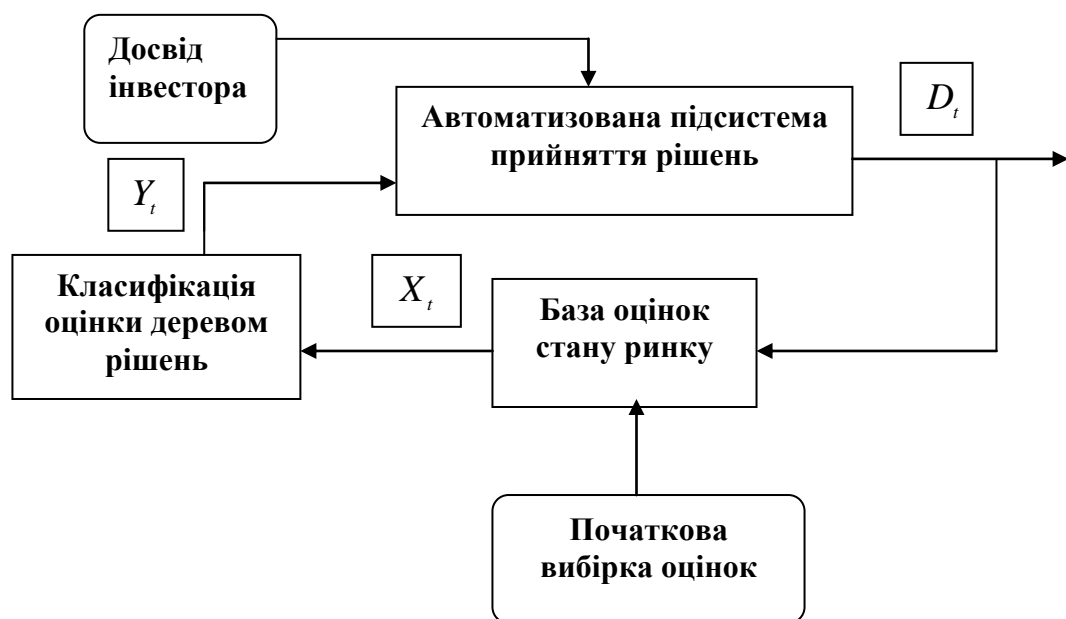 Досвід
інвестора
Автоматизована підсистема
прийняття рішень
D_t
Y_t
Класифікація
оцінки деревом
рішень
X_t
База оцінок
стану ринку
Початкова
вибірка оцінок